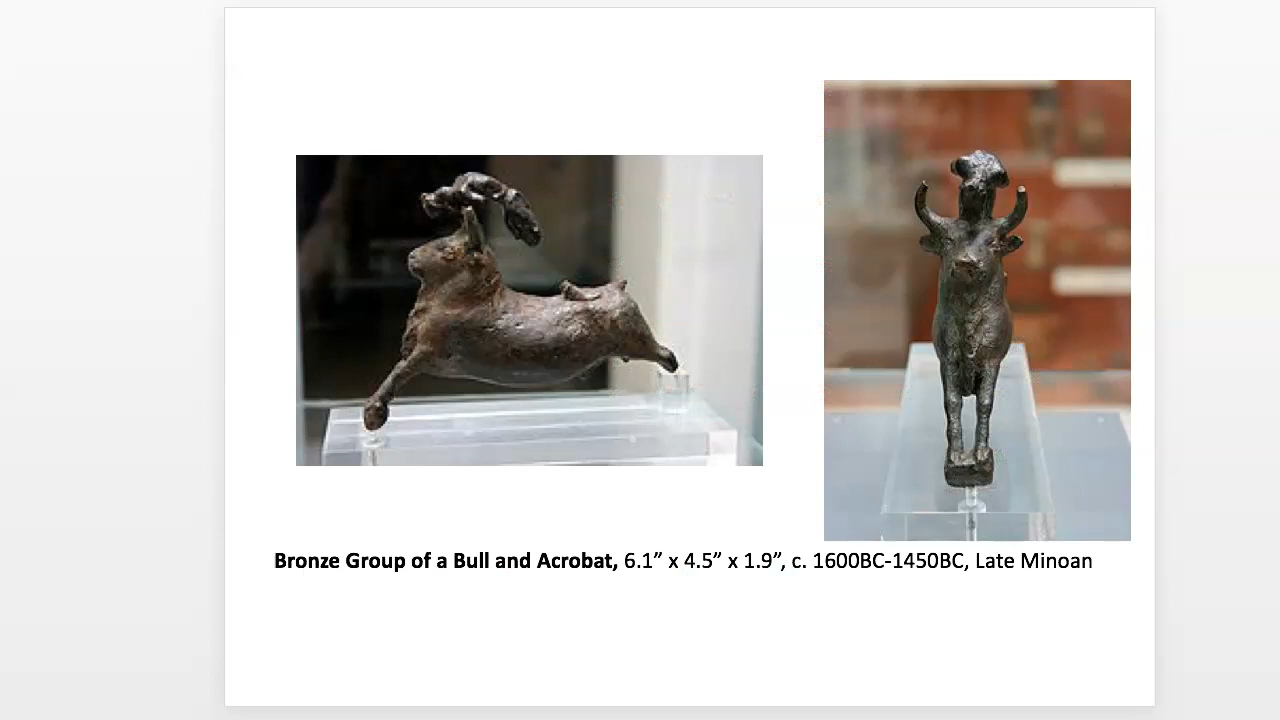 Bronze Group of a Bull and Acrobat, 6.1” x 4.5” x 1.9”, c. 1600BC-1450BC, Late Minoan